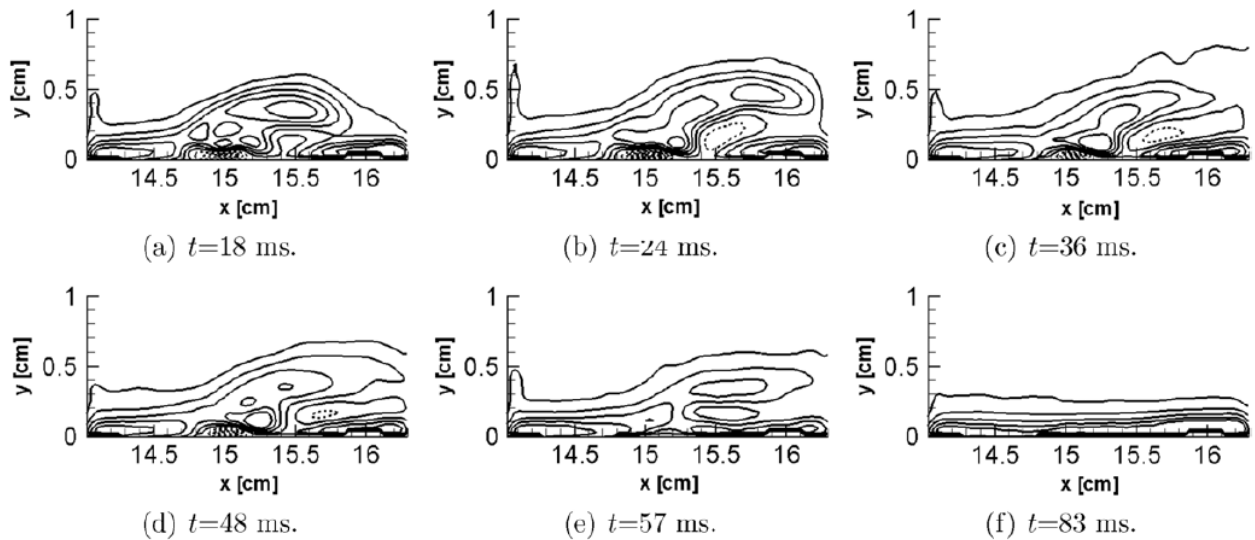 1
0.5
0
y [cm]
14.5 15 15.5 16
x [cm]
(a) t=18 ms.
1
0.5
0
y [cm]
14.5 15 15.5 16
x [cm]
(b) t=24 ms.
1
0.5
0
y [cm]
14.5 15 15.5 16
x [cm]
(c) t=36 ms.
1
0.5
0
y [cm]
14.5 15 15.5 16
x [cm]
(d) t=48 ms.
1
0.5
0
y [cm]
14.5 15 15.5 16
x [cm]
(e) t=57 ms.
1
0.5
0
y [cm]
14.5 15 15.5 16
x [cm]
(f) t=83 ms.